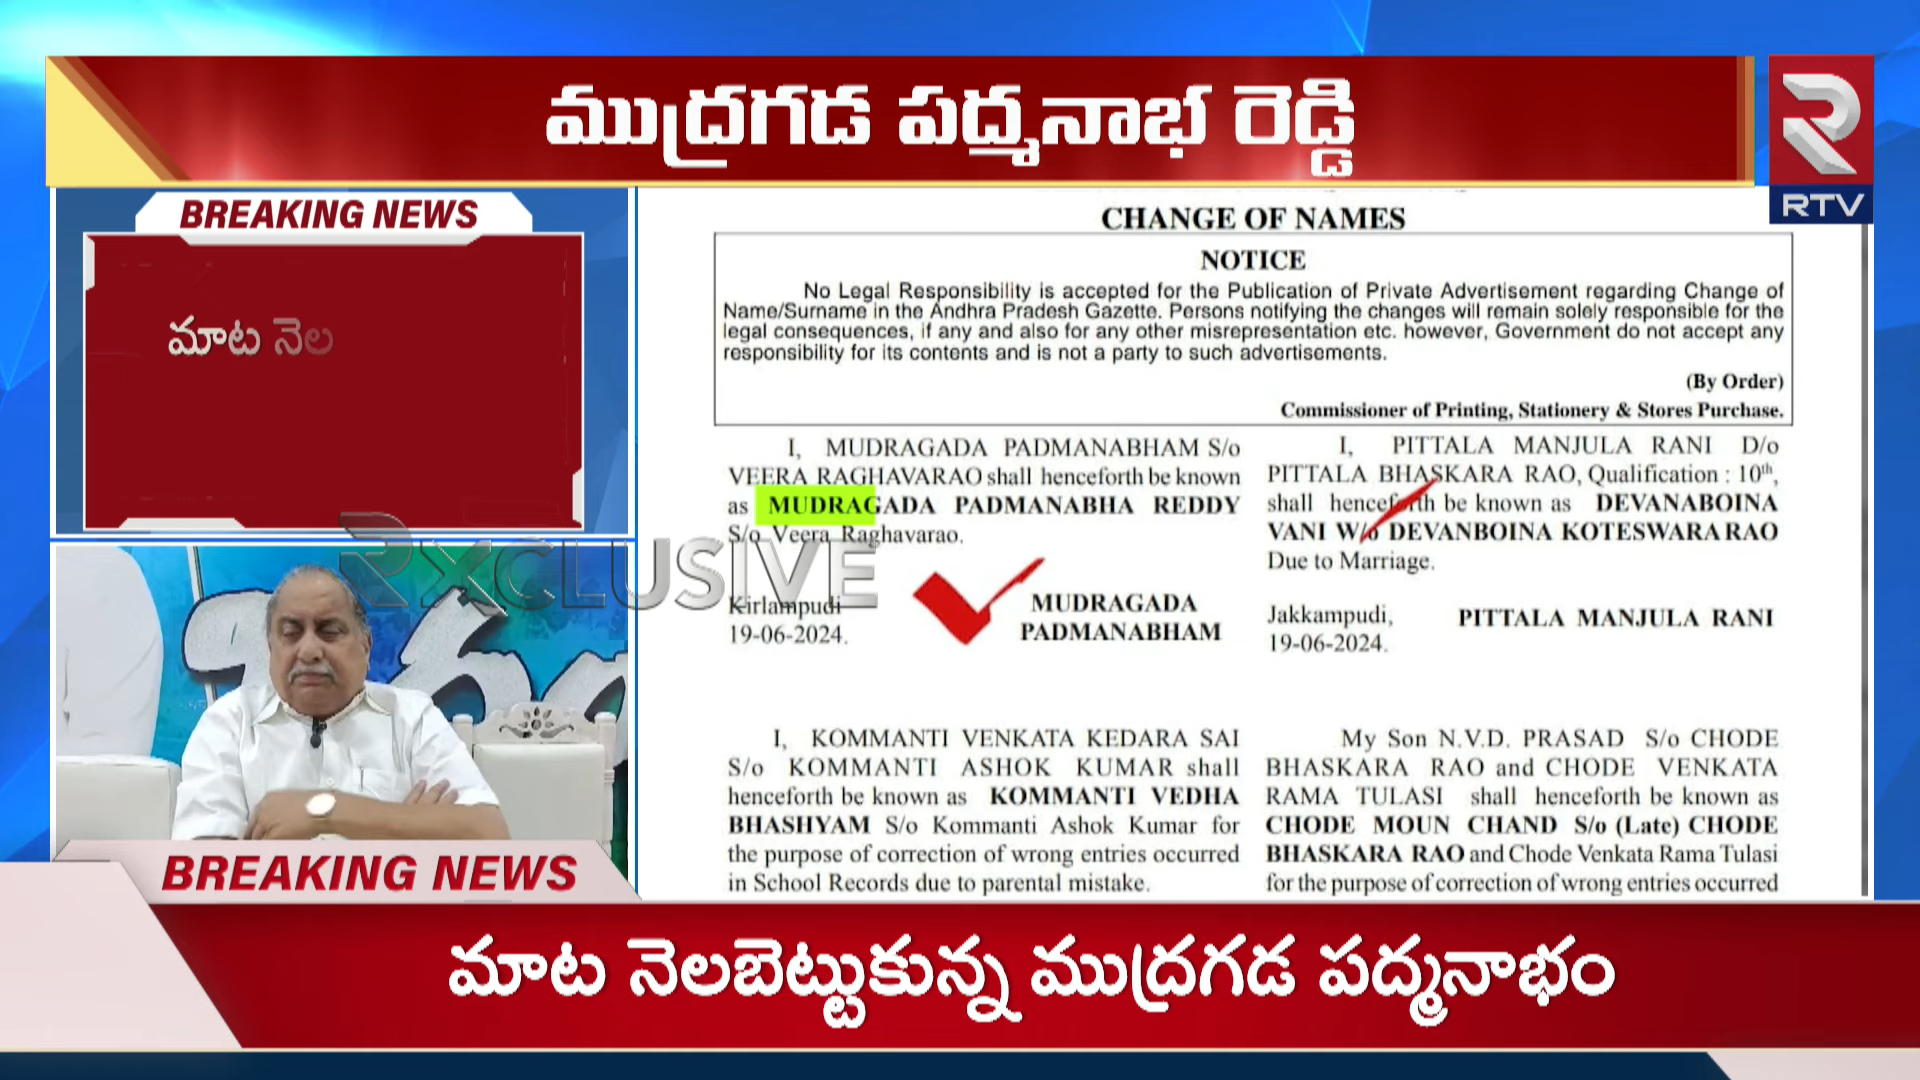 ముద్రగడ పద్మనాభ రెడ్డి
RTV
BREAKING NEWS
మాట నెల
CHANGE OF NAMES
NOTICE
No Legal Responsibility is accepted for the Publication of Private Advertisement regarding Change of
Name/Surname in the Andhra Pradesh Gazette. Persons notifying the changes will remain solely responsible for the
legal consequences, if any and also for any other misrepresentation etc. however, Government do not accept any
responsibility for its contents and is not a party to such advertisements.
(By Order)
Commissioner of Printing, Stationery & Stores Purchase.
I, MUDRAGADA PADMANABHAM S/o
VEERA RAGHAVARAO shall henceforth be known
as MUDRAGADA PADMANABHA REDDY
S/o Veera Raghavarao.
Kirlampudi
19-06-2024.
MUDRAGADA
PADMANABHAM
I, PITTALA MANJULA RANI D/o
PITTALA BHASKARA RAO, Qualification : 10th,
shall henceforth be known as DEVANABOINA
VANI W/o DEVANBOINA KOTESWARA RAO
Due to Marriage.
Jakkampudi,
19-06-2024.
PITTALA MANJULA RANI
I, KOMMANTI VENKATA KEDARA SAI
S/o KOMMANTI ASHOK KUMAR shall
henceforth be known as KOMMANTI VEDHA
BHASHYAM S/o Kommanti Ashok Kumar for
the purpose of correction of wrong entries occurred
in School Records due to parental mistake.
My Son N.V.D. PRASAD S/o CHODE
BHASKARA RAO and CHODE VENKATA
RAMA TULASI shall henceforth be known as
CHODE MOUN CHAND S/o (Late) CHODE
BHASKARA RAO and Chode Venkata Rama Tulasi
for the purpose of correction of wrong entries occurred
RXCLUSIVE
BREAKING NEWS
మాట నెలబెట్టుకున్న ముద్రగడ పద్మనాభం